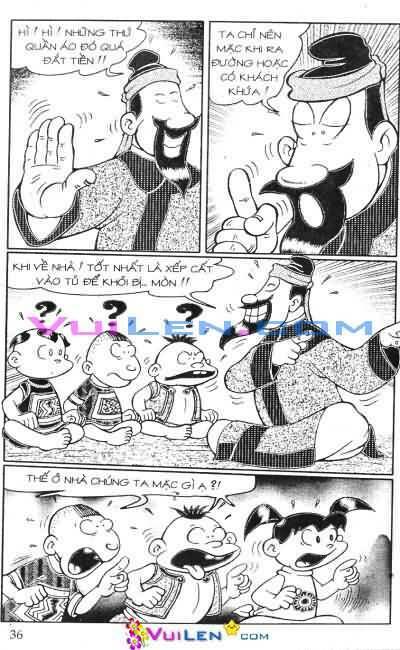 HÌ ! HÌ ! NHỮNG THỨ
QUẦN ÁO ĐÓ QUÁ
ĐẮT TIỀN !!
TA CHỈ NÊN
MẶC KHI RA
ĐƯỜNG HOẶC
CÓ KHÁCH
KHỨA !
KHI VỀ NHÀ ! TỐT NHẤT LÀ XẾP CẤT
VÀO TỦ ĐỂ KHỎI BỊ.. MÒN !!
? ? ?
VUILEN.COM
THẾ Ở NHÀ CHÚNG TA MẶC GÌ Ạ ?!
36
VUILEN.COM